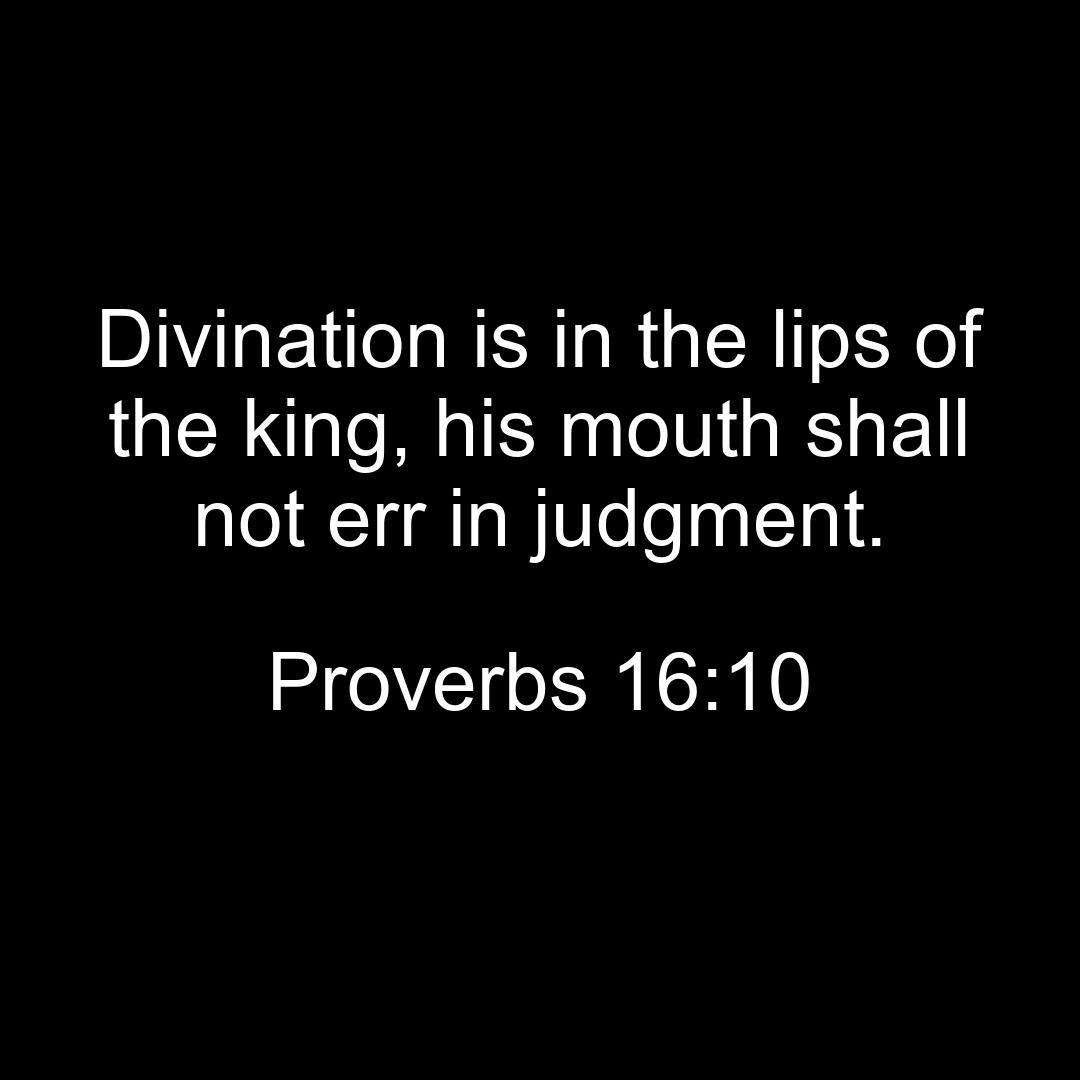 Divination is in the lips of
the king, his mouth shall
not err in judgment.
Proverbs 16:10